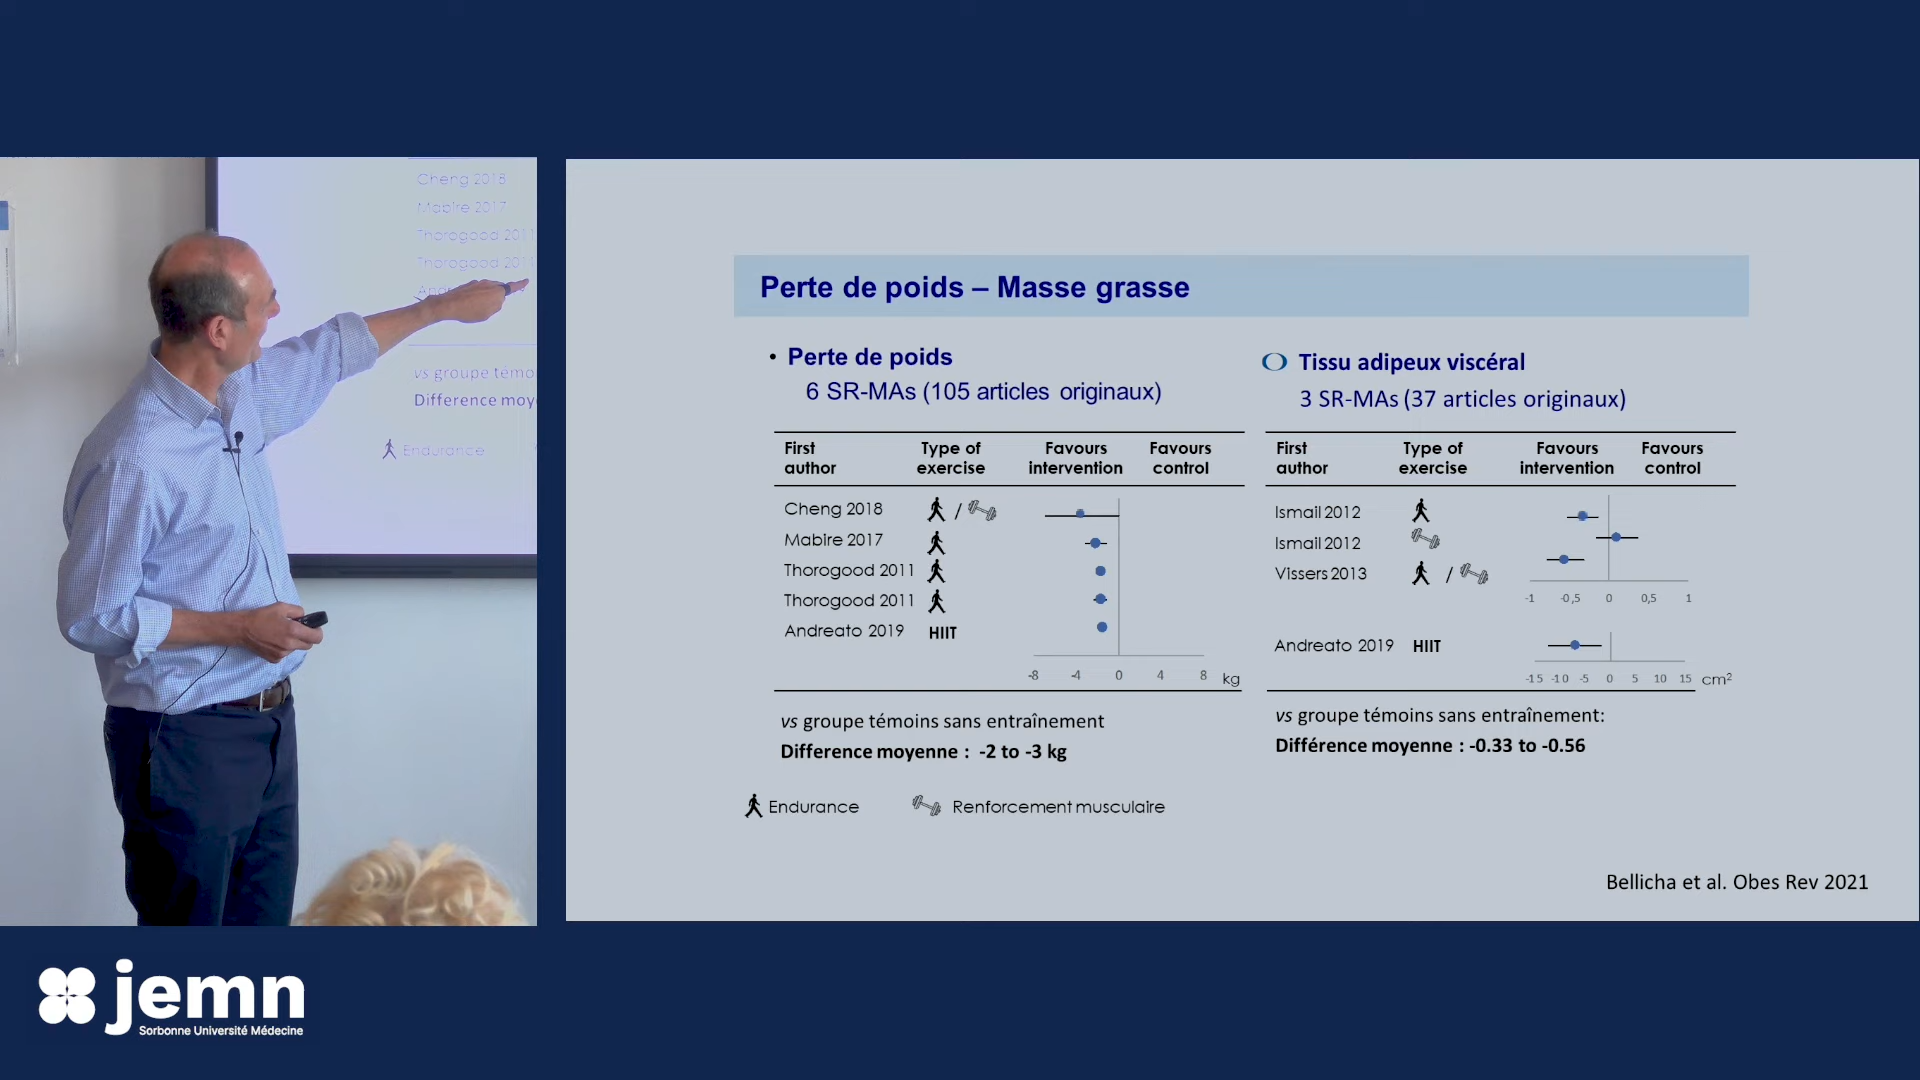 Cheng 2018
Mabire 2017
Thorogood 2011
Thorogood 2011
vs groupe témo
Difference moy
Endurance
Perte de poids – Masse grasse
• Perte de poids
6 SR-MAs (105 articles originaux)
First author Type of exercise Favours intervention Favours control
Cheng 2018 /
Mabire 2017
Thorogood 2011
Thorogood 2011
Andreato 2019 HIIT
-8 -4 0 4 8 kg
vs groupe témoins sans entraînement
Difference moyenne : -2 to -3 kg
Endurance Renforcement musculaire
Tissu adipeux viscéral
3 SR-MAs (37 articles originaux)
First author Type of exercise Favours intervention Favours control
Ismail 2012
Ismail 2012
Vissers 2013 /
-1 -0,5 0 0,5 1
Andreato 2019 HIIT
-15 -10 -5 0 5 10 15 cm²
vs groupe témoins sans entraînement:
Différence moyenne : -0.33 to -0.56
Bellicha et al. Obes Rev 2021
jemn
Sorbonne Université Médecine